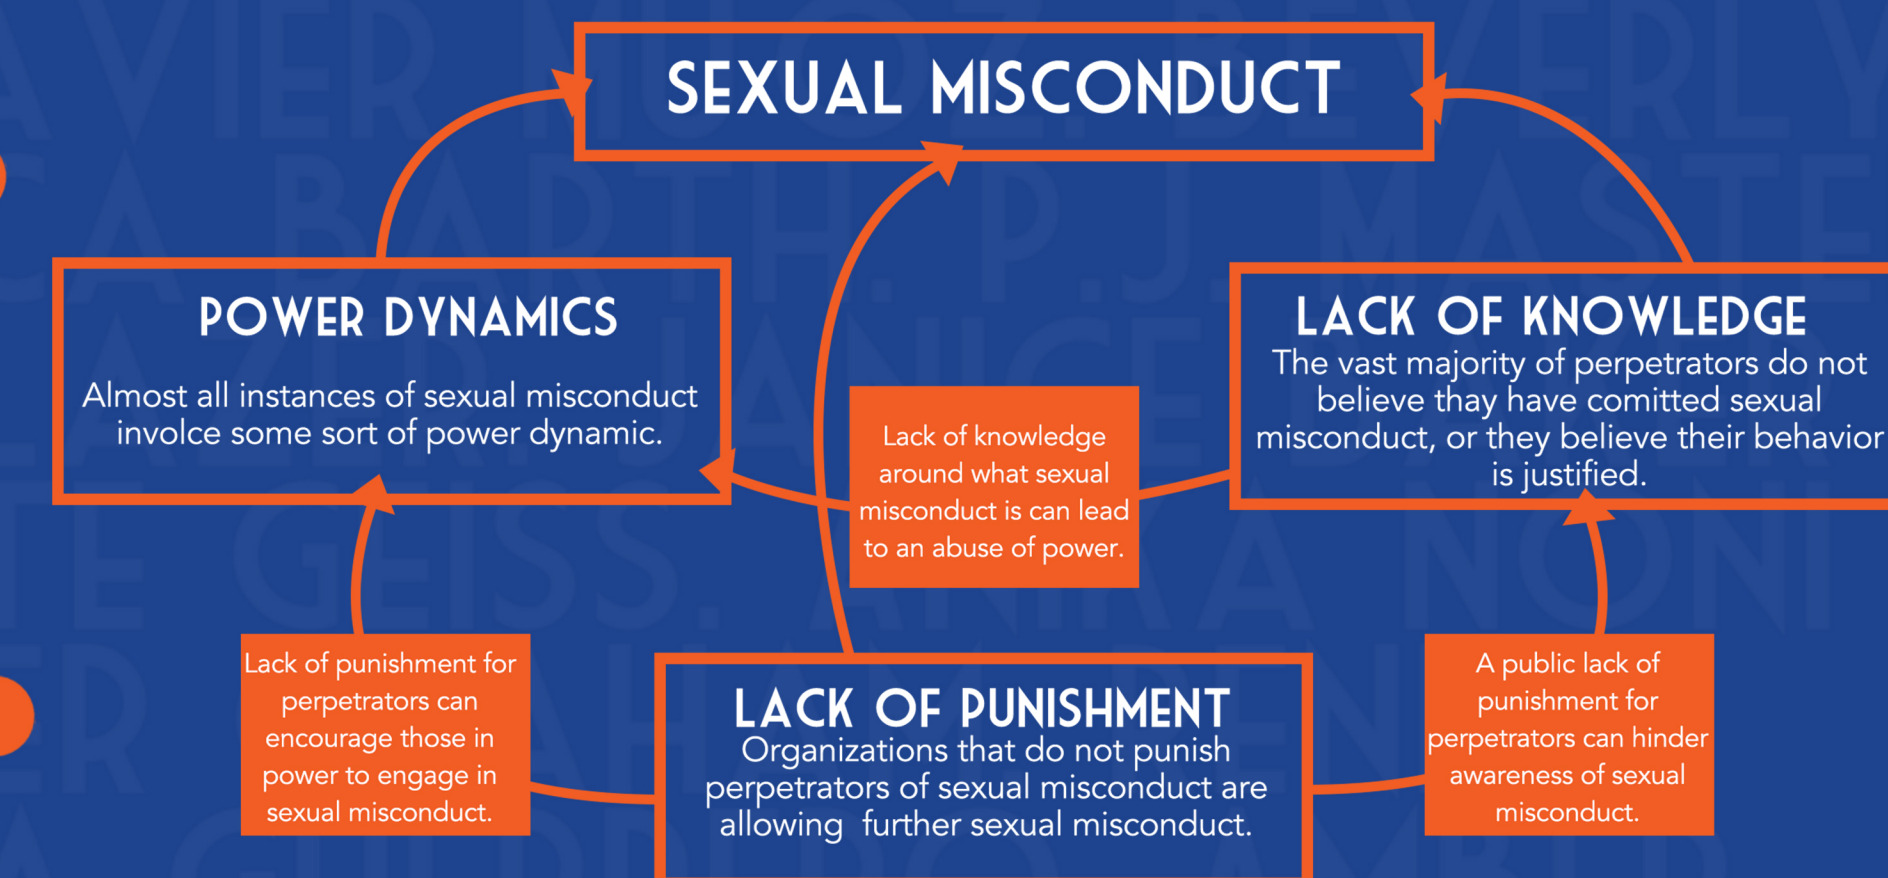 SEXUAL MISCONDUCT
POWER DYNAMICS
Almost all instances of sexual misconduct
involce some sort of power dynamic.
LACK OF KNOWLEDGE
The vast majority of perpetrators do not
believe thay have comitted sexual
misconduct, or they believe their behavior
is justified.
Lack of knowledge
around what sexual
misconduct is can lead
to an abuse of power.
Lack of punishment for
perpetrators can
encourage those in
power to engage in
sexual misconduct.
LACK OF PUNISHMENT
Organizations that do not punish
perpetrators of sexual misconduct are
allowing further sexual misconduct.
A public lack of
punishment for
perpetrators can hinder
awareness of sexual
misconduct.